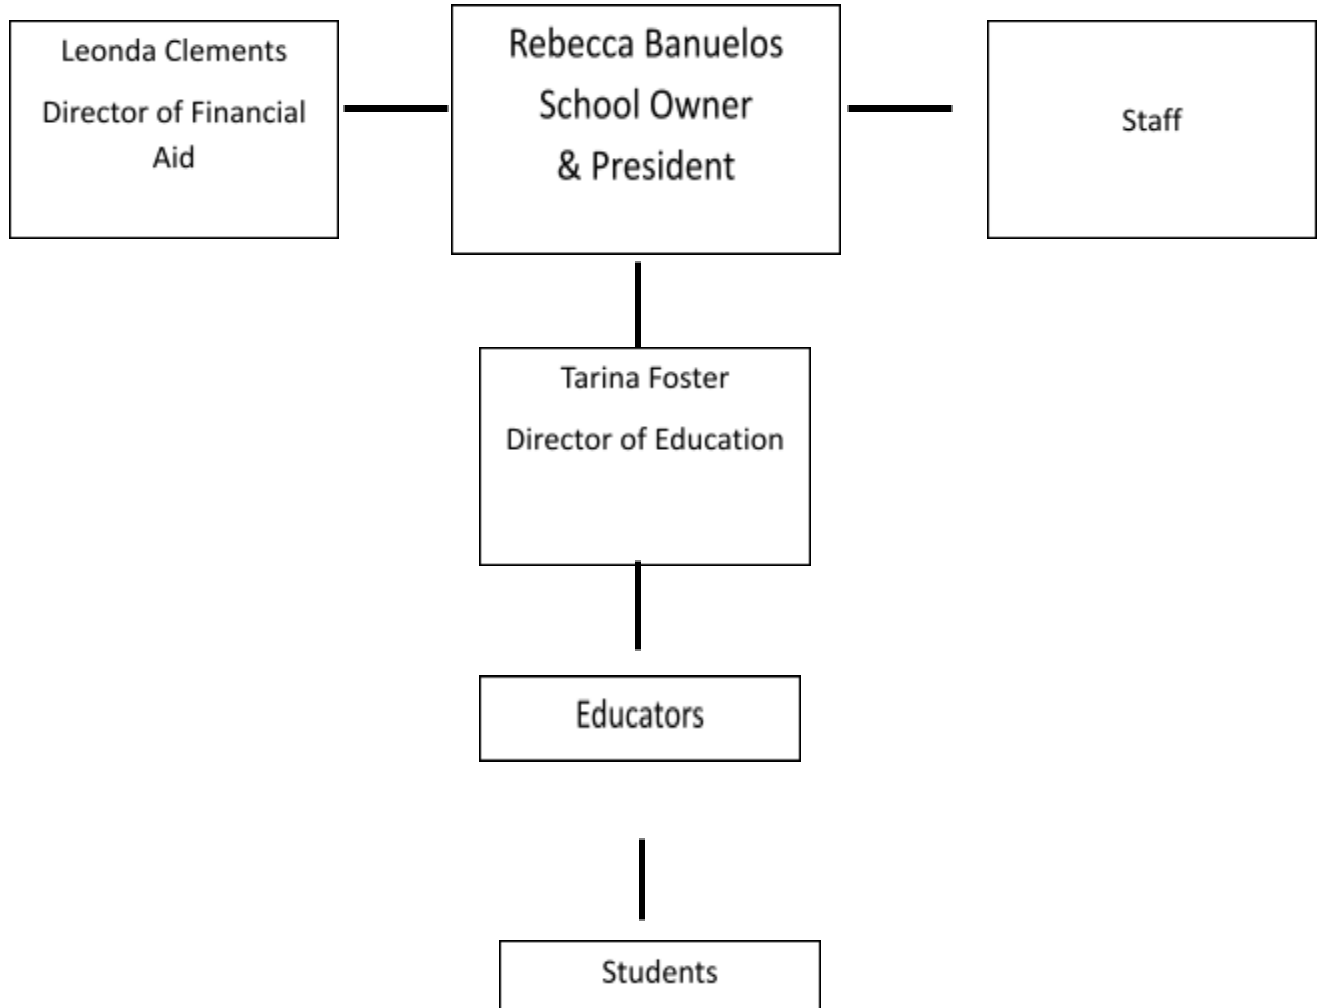 Leonda Clements
Director of Financial
Aid
Rebecca Banuelos
School Owner
& President
Staff
Tarina Foster
Director of Education
Educators
Students